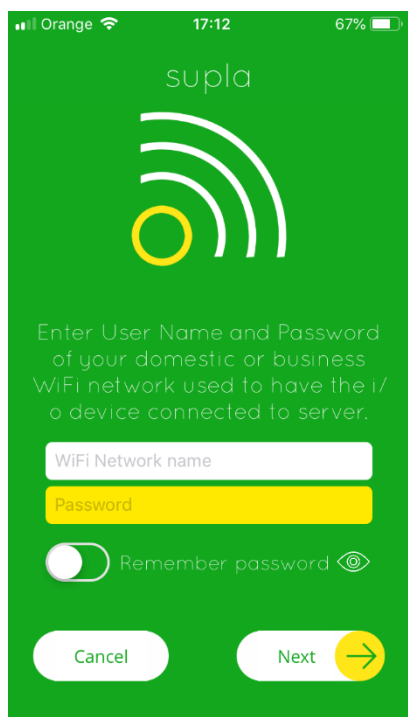 Orange 17:12 67%
supla
Enter User Name and Password
of your domestic or business
WiFi network used to have the i/
o device connected to server.
WiFi Network name
Password
Remember password
Cancel Next